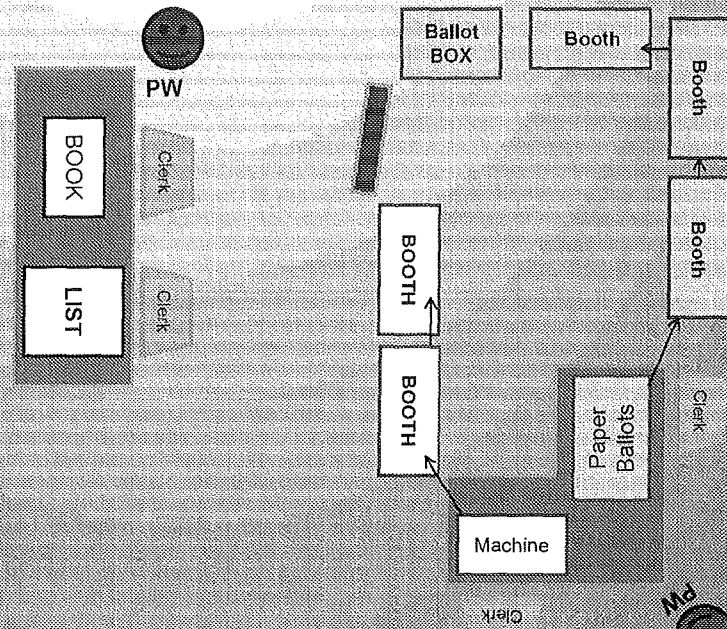 Ballot
BOX
Booth
Booth
PW
BOOK
Clerk
Booth
BOOTH
LIST
Clerk
BOOTH
Paper
Ballots
Clerk
Machine
Clerk
PW